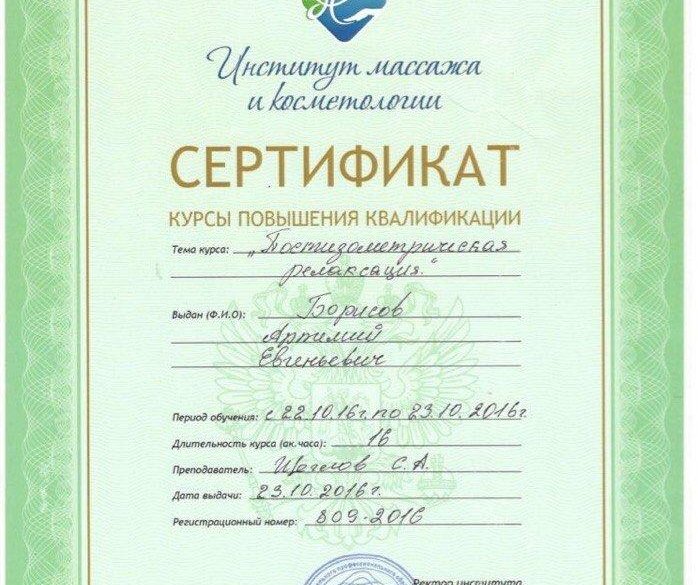 Институт массажа
и косметологии
СЕРТИФИКАТ
КУРСЫ ПОВЫШЕНИЯ КВАЛИФИКАЦИИ
Тема курса: „Постизометрическая
релаксация."
Выдан (Ф.И.О): Борисов
Артемий
Евгеньевич
Период обучения: с 22.10.16г. по 23.10.2016г
Длительность курса (ак.часа): 16
Преподаватель: Щеглов С.А.
Дата выдачи: 23.10.2016г.
Регистрационный номер: 809-2016
Ректор института